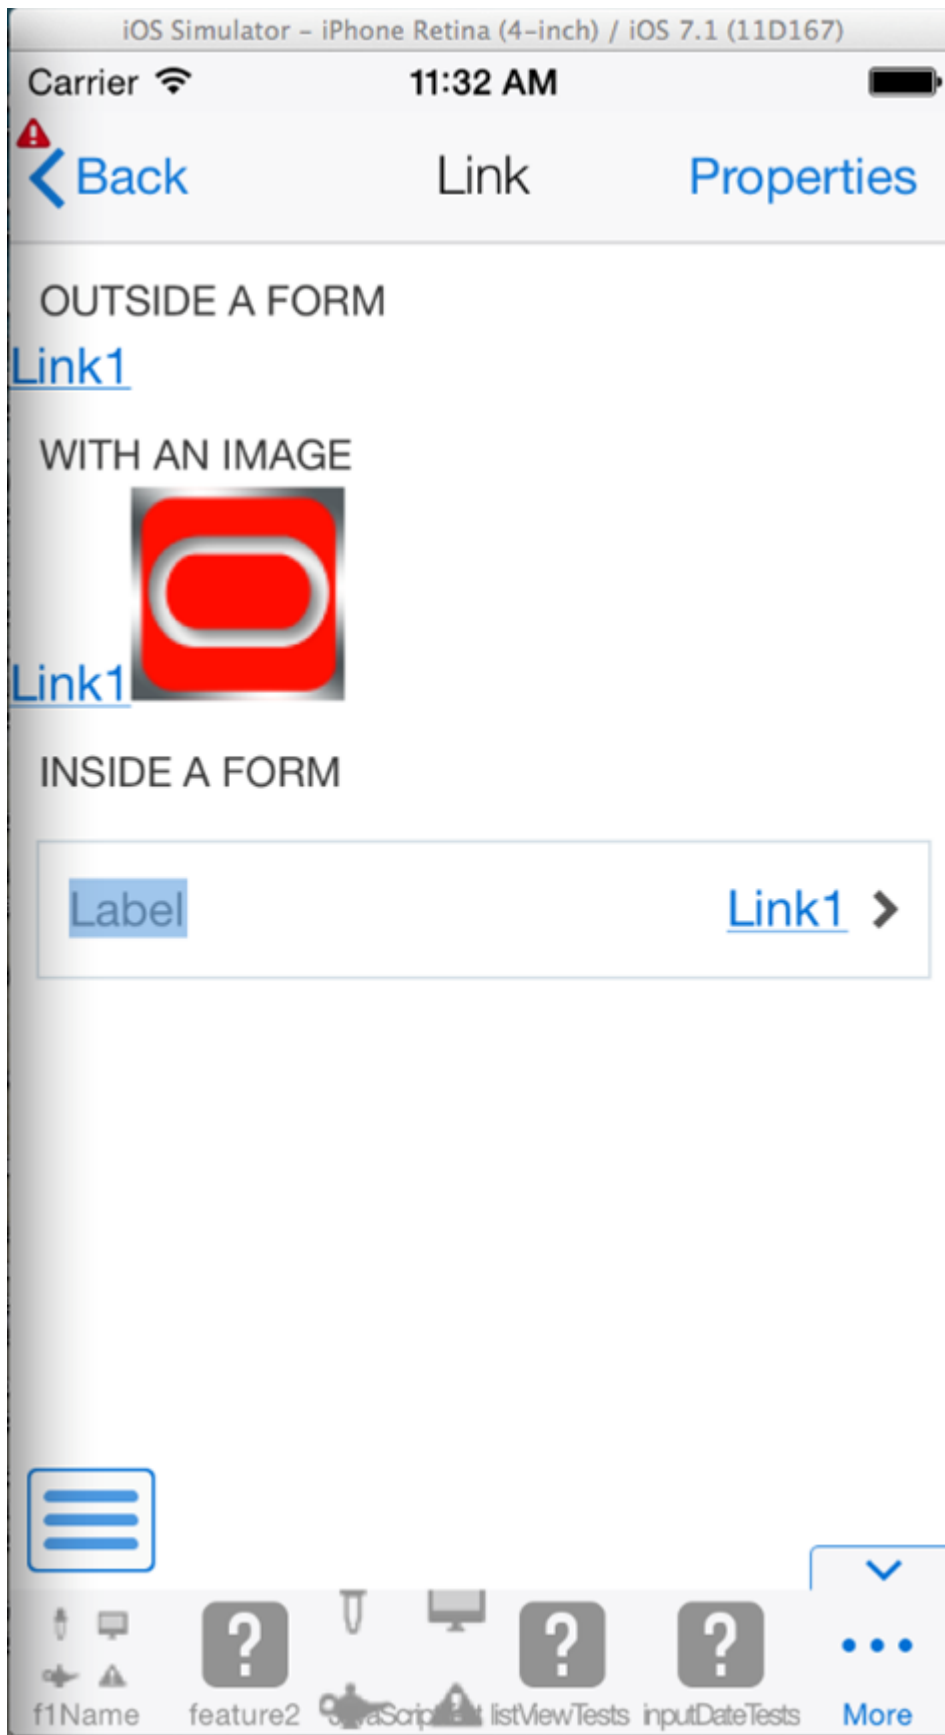 iOS Simulator – iPhone Retina (4-inch) / iOS 7.1 (11D167)
Carrier 11:32 AM
Back Link Properties
OUTSIDE A FORM
Link1
WITH AN IMAGE
Link1
INSIDE A FORM
Label Link1
f1Name feature2 listViewTests inputDateTests More